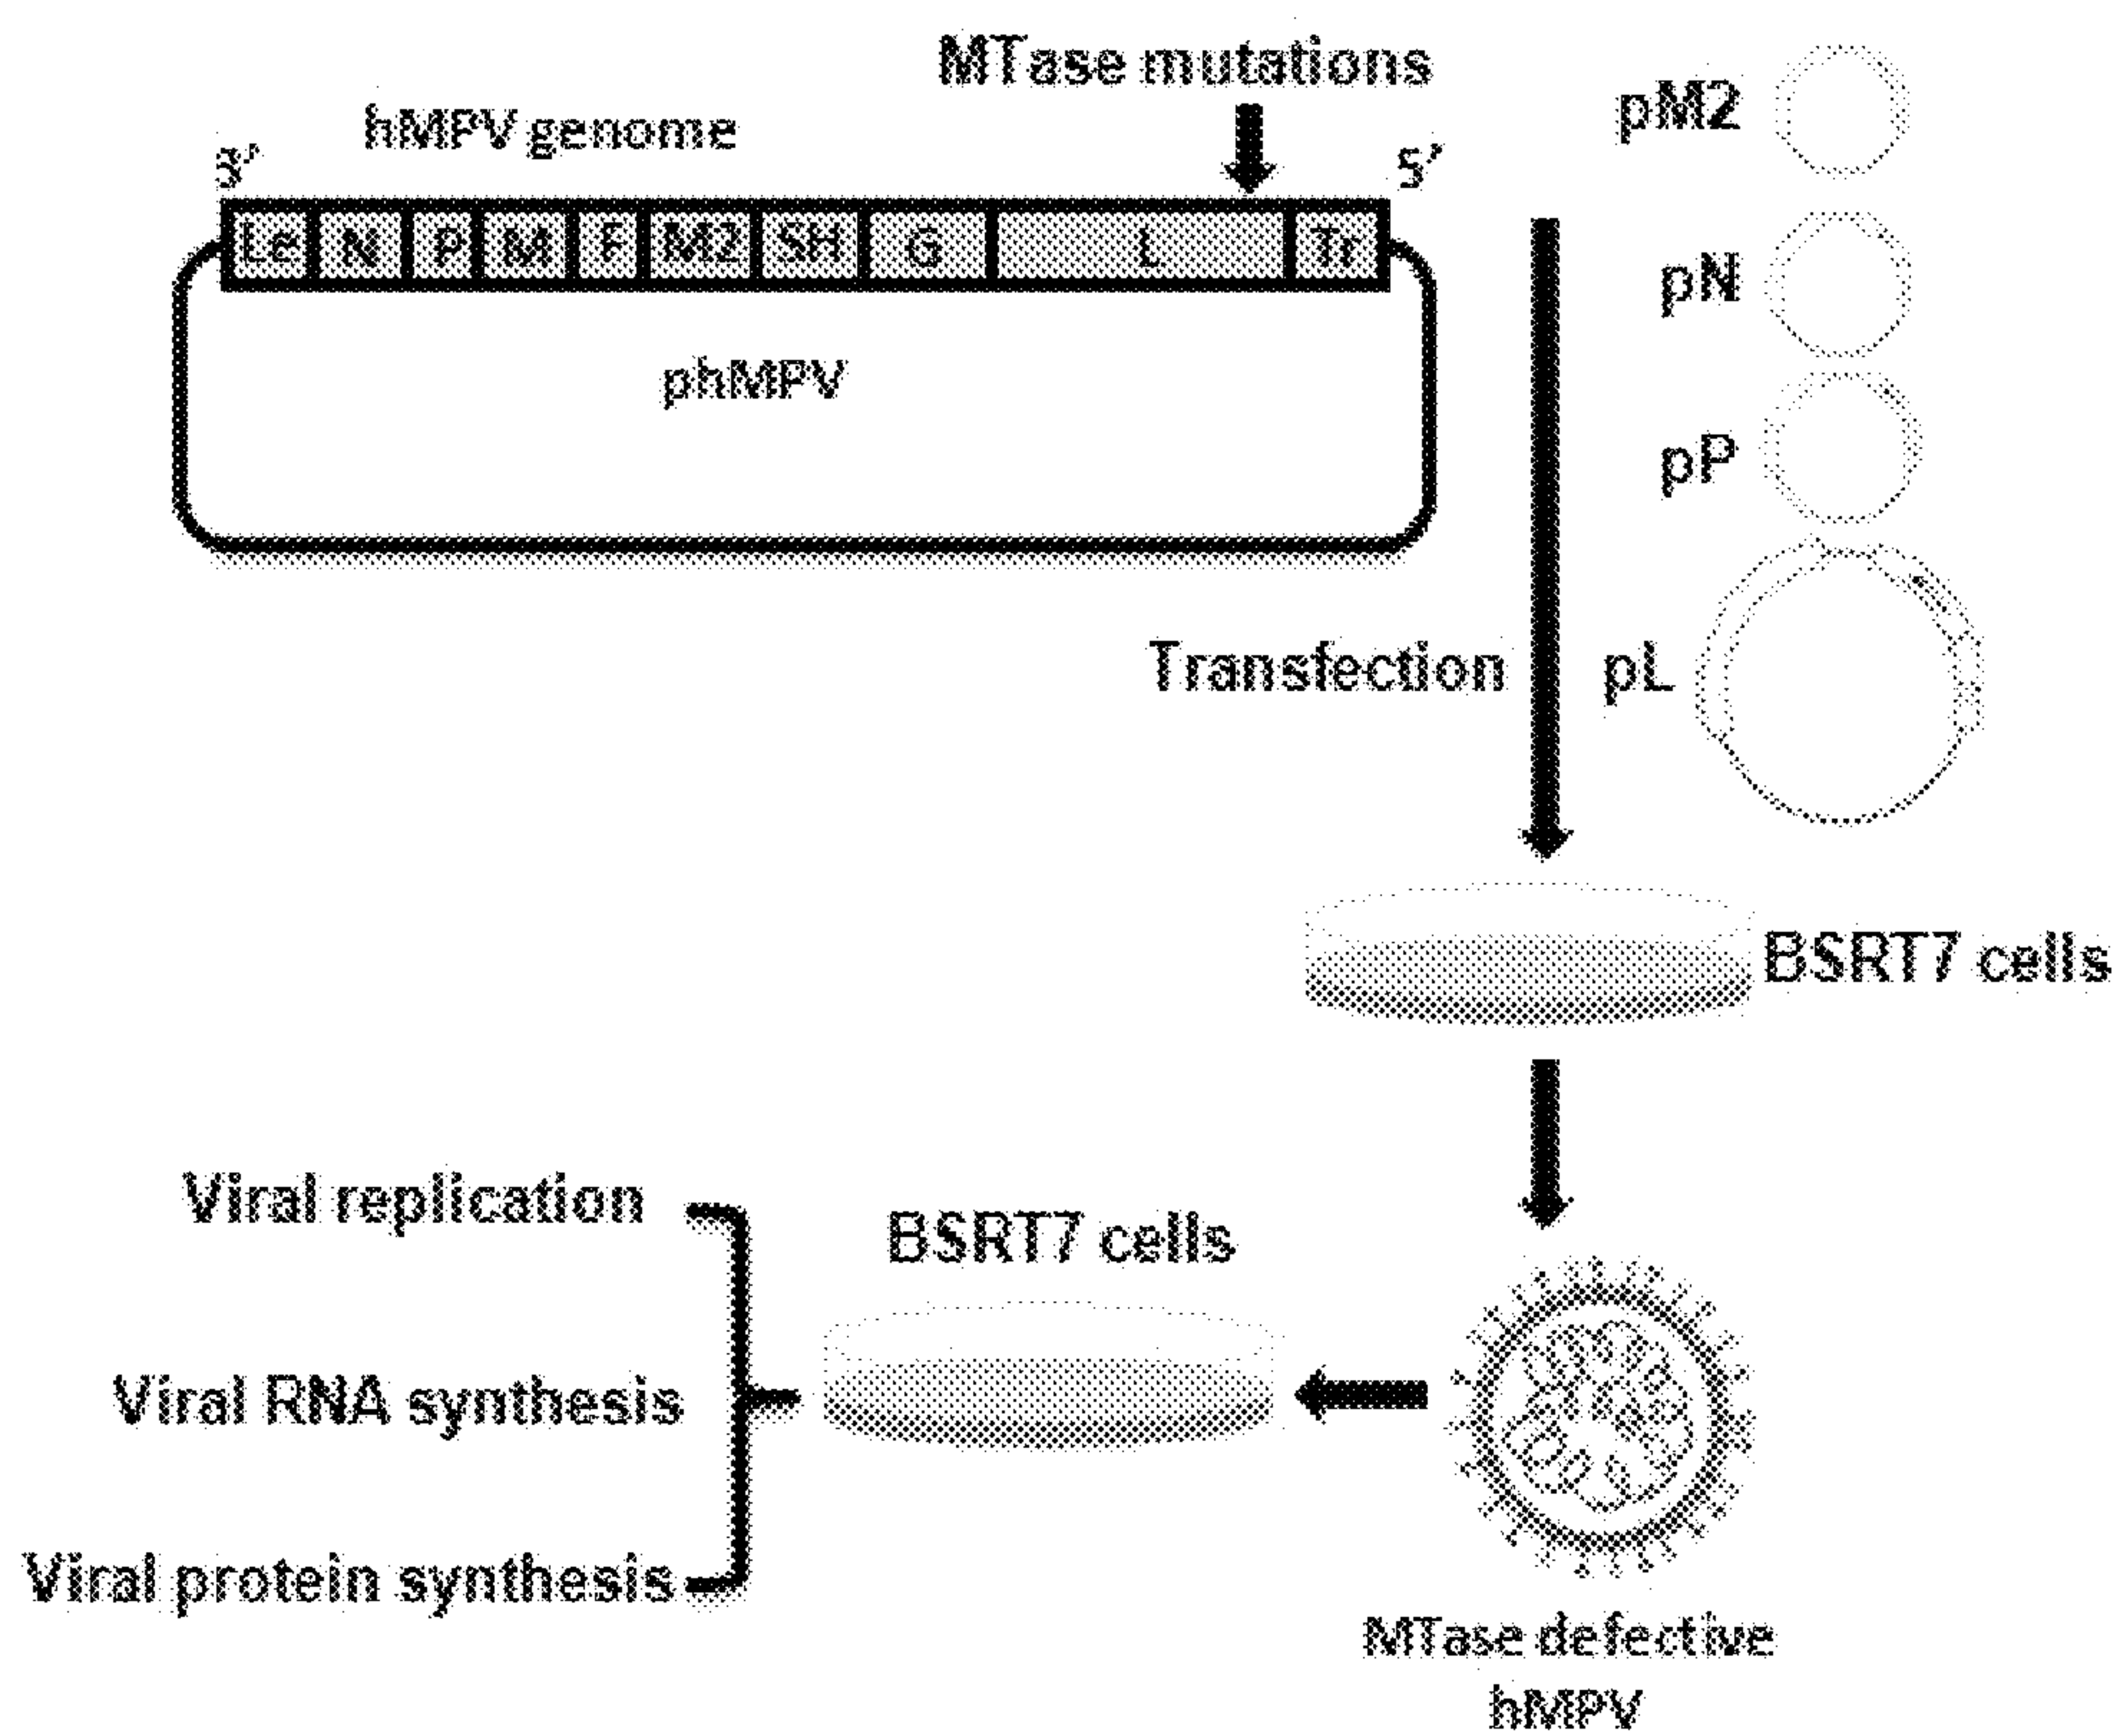 MTase mutations
hMPV genome
3'
5'
Le N P M F M2 SH G L Tr
phMPV
pM2
pN
pP
Transfection
pL
BSRT7 cells
Viral replication
BSRT7 cells
Viral RNA synthesis
Viral protein synthesis
MTase defective
hMPV